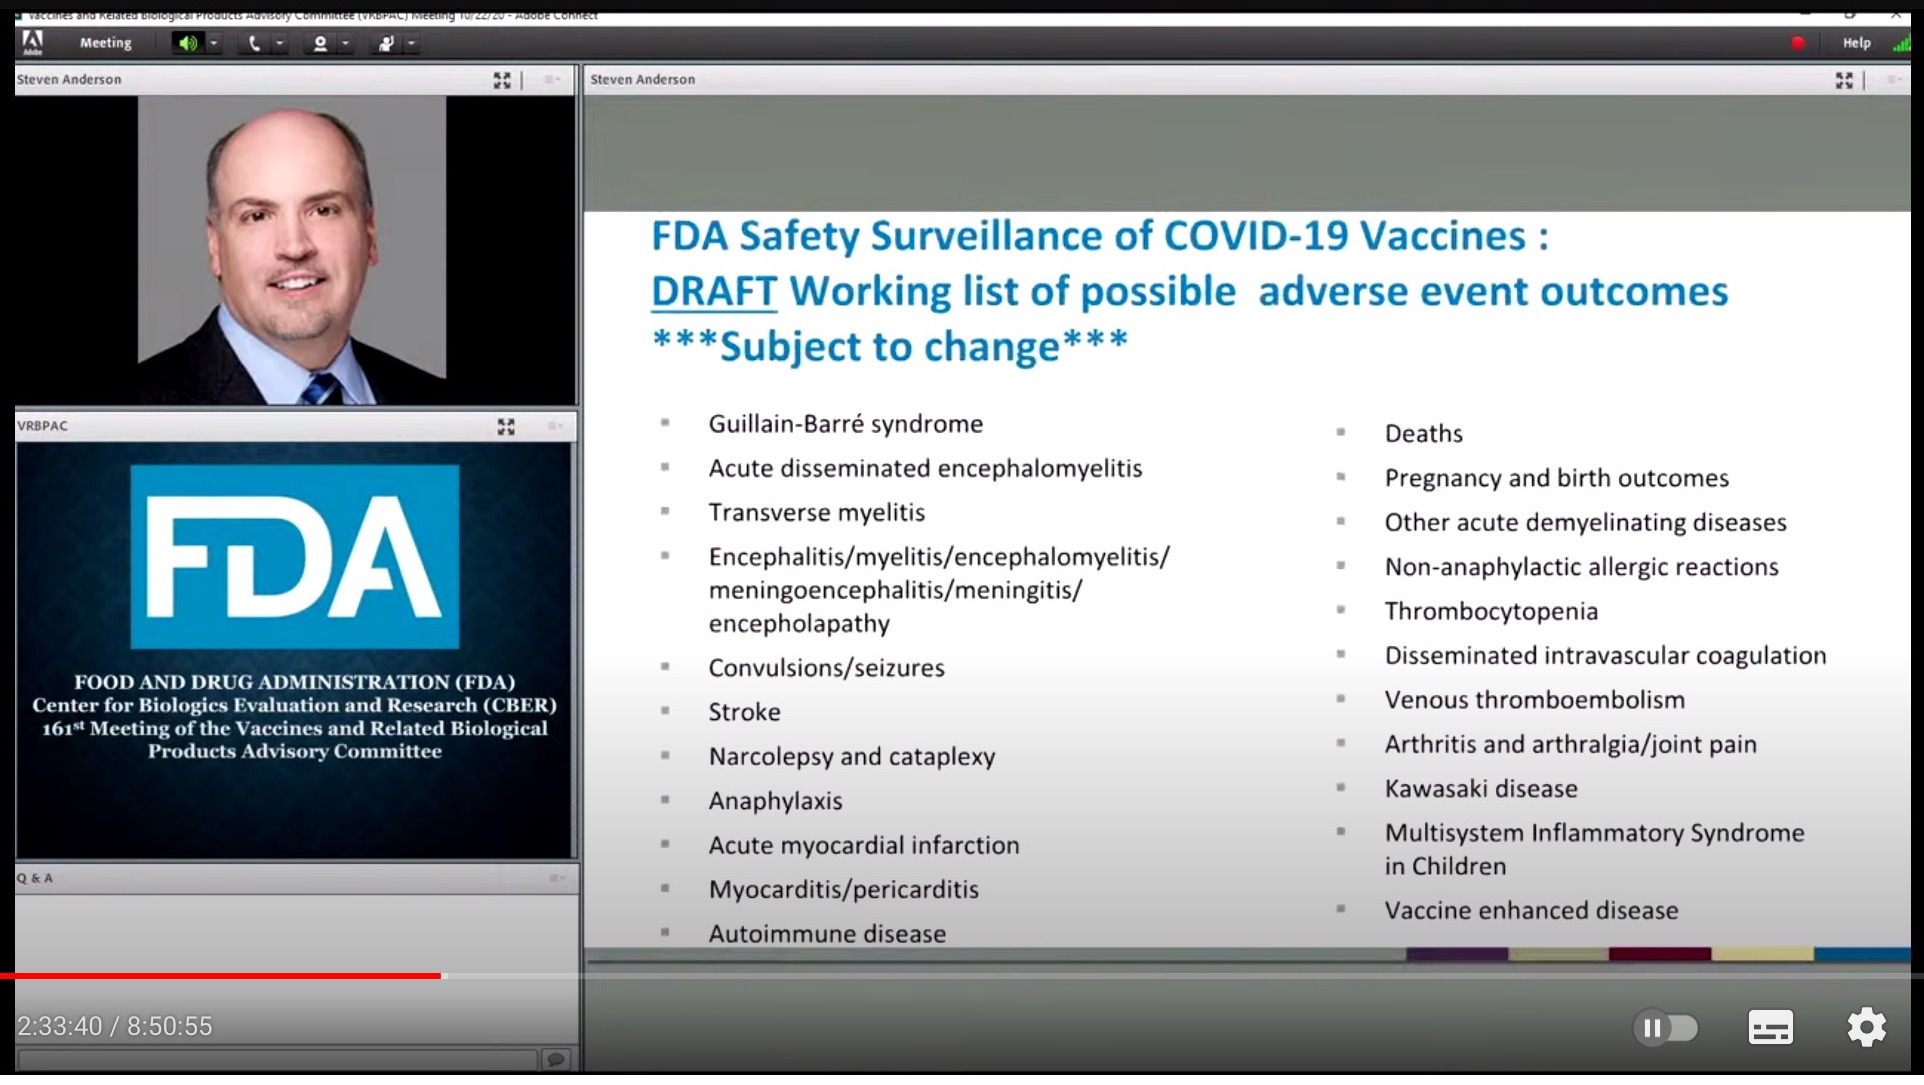 Vaccines and Related Biological Products Advisory Committee (VRBPAC) Meeting 10/22/20 - Adobe Connect
Adobe
Meeting
Help
Steven Anderson
Steven Anderson
VRBPAC
FDA
FOOD AND DRUG ADMINISTRATION (FDA)
Center for Biologics Evaluation and Research (CBER)
161st Meeting of the Vaccines and Related Biological
Products Advisory Committee
Q & A
FDA Safety Surveillance of COVID-19 Vaccines :
DRAFT Working list of possible adverse event outcomes
***Subject to change***
Guillain-Barré syndrome
Acute disseminated encephalomyelitis
Transverse myelitis
Encephalitis/myelitis/encephalomyelitis/
meningoencephalitis/meningitis/
encepholapathy
Convulsions/seizures
Stroke
Narcolepsy and cataplexy
Anaphylaxis
Acute myocardial infarction
Myocarditis/pericarditis
Autoimmune disease
Deaths
Pregnancy and birth outcomes
Other acute demyelinating diseases
Non-anaphylactic allergic reactions
Thrombocytopenia
Disseminated intravascular coagulation
Venous thromboembolism
Arthritis and arthralgia/joint pain
Kawasaki disease
Multisystem Inflammatory Syndrome
in Children
Vaccine enhanced disease
2:33:40 / 8:50:55